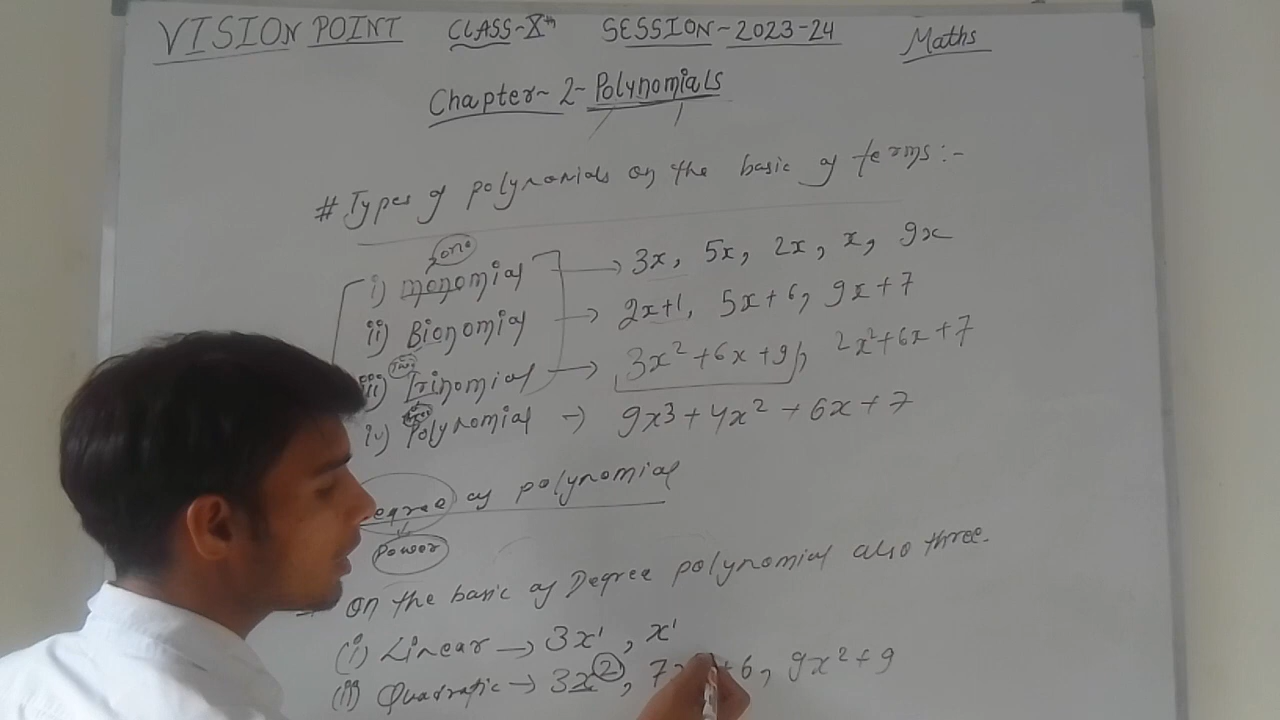 VISION POINT CLASS-Xth SESSION-2023-24 Maths
Chapter-2-Polynomials
# Types of polynomials on the basic of terms:-
one
i) monomial → 3x, 5x, 2x, x, 9x
ii) Bionomial → 2x+1, 5x+6, 9x+7
iii) Trinomial → 3x²+6x+9, 2x²+6x+7
iv) Polynomial → 9x³+4x²+6x+7
Degree of polynomial
Power
→ on the basic of Degree polynomial also three.
(i) Linear → 3x¹, x¹
(ii) Quadratic → 3x², +6, 9x²+9